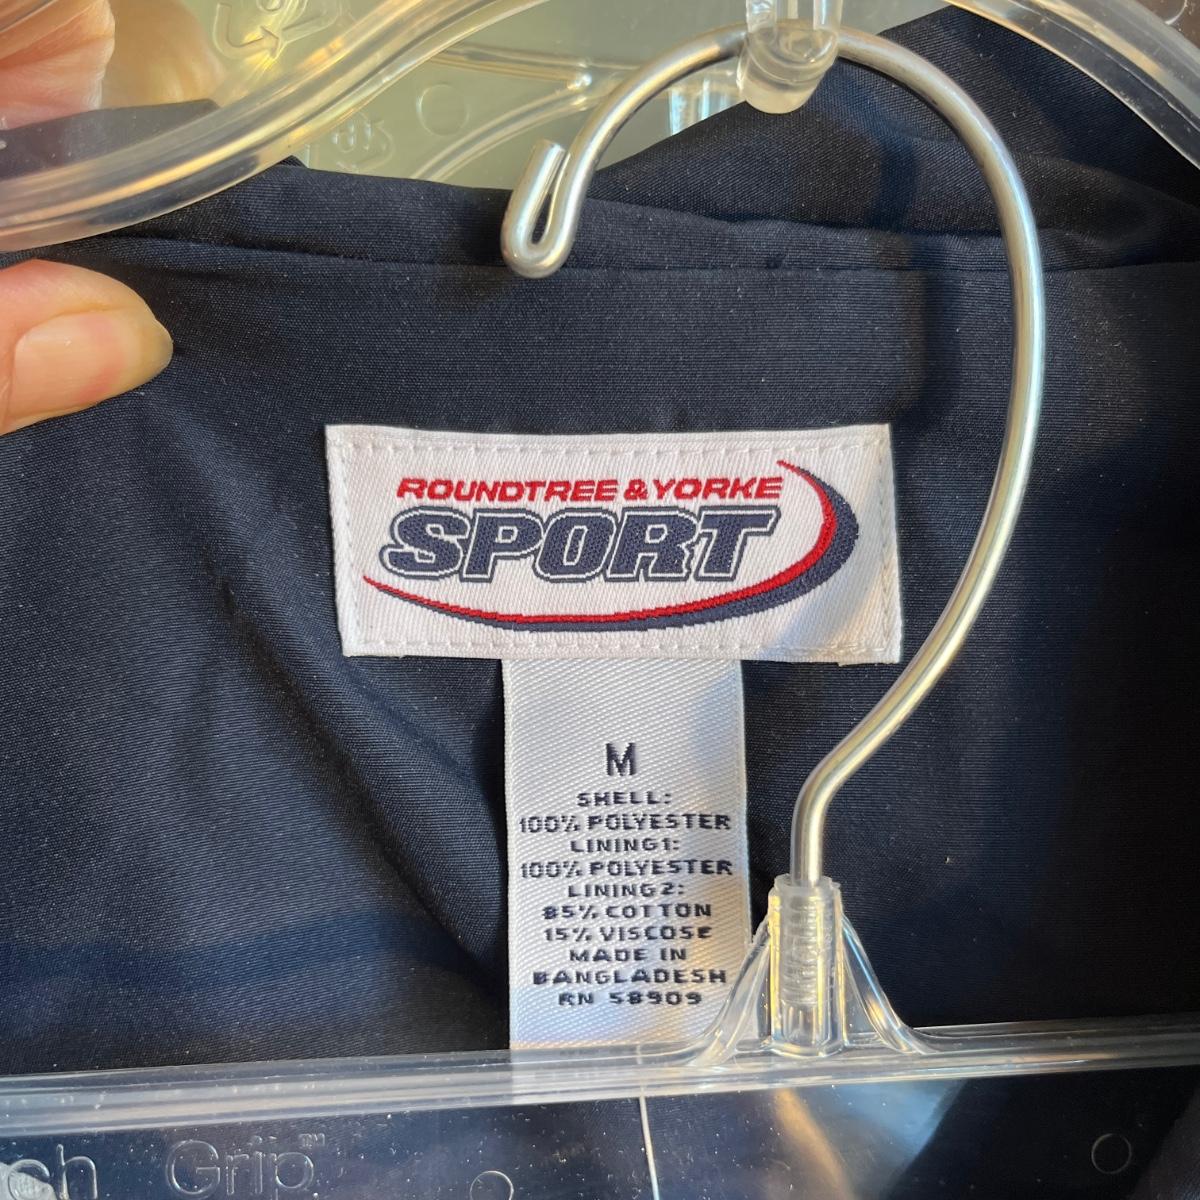 ROUNDTREE & YORKE
SPORT
M
SHELL:
100% POLYESTER
LINING1:
100% POLYESTER
LINING2:
85% COTTON
15% VISCOSE
MADE IN
BANGLADESH
RN 58909
Grip™